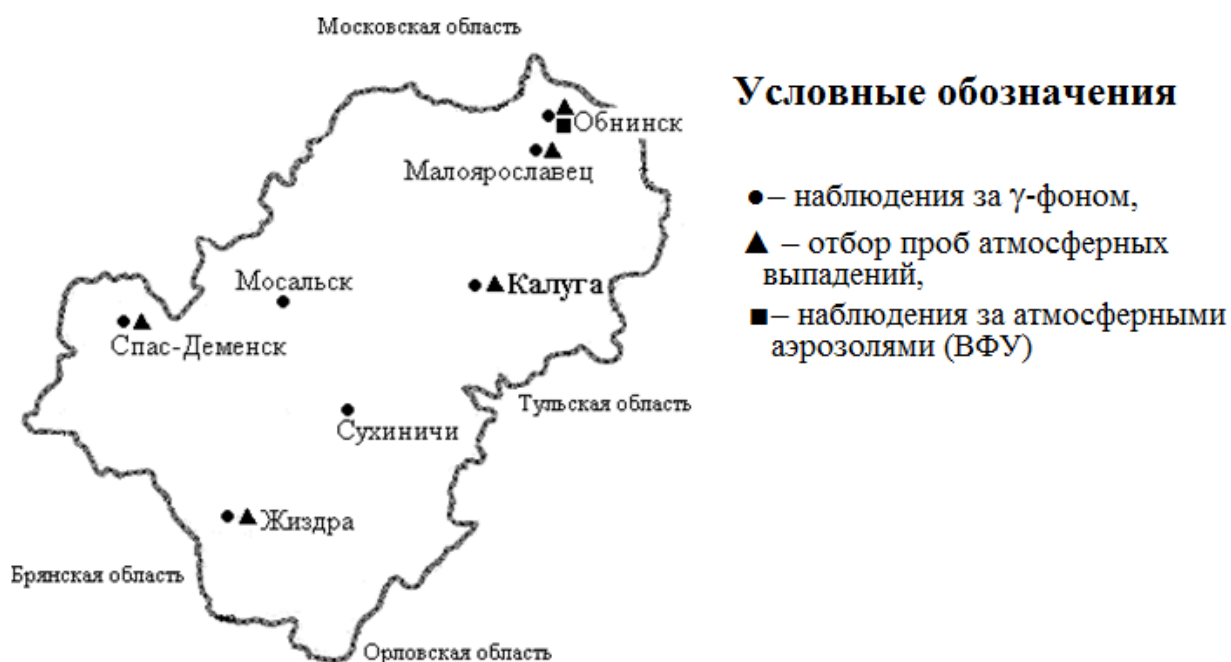 Московская область
Условные обозначения
Обнинск
Малоярославец
●– наблюдения за γ-фоном,
▲ – отбор проб атмосферных
выпадений,
■– наблюдения за атмосферными
аэрозолями (ВФУ)
Мосальск
Калуга
Спас-Деменск
Тульская область
Сухиничи
Жиздра
Брянская область
Орловская область